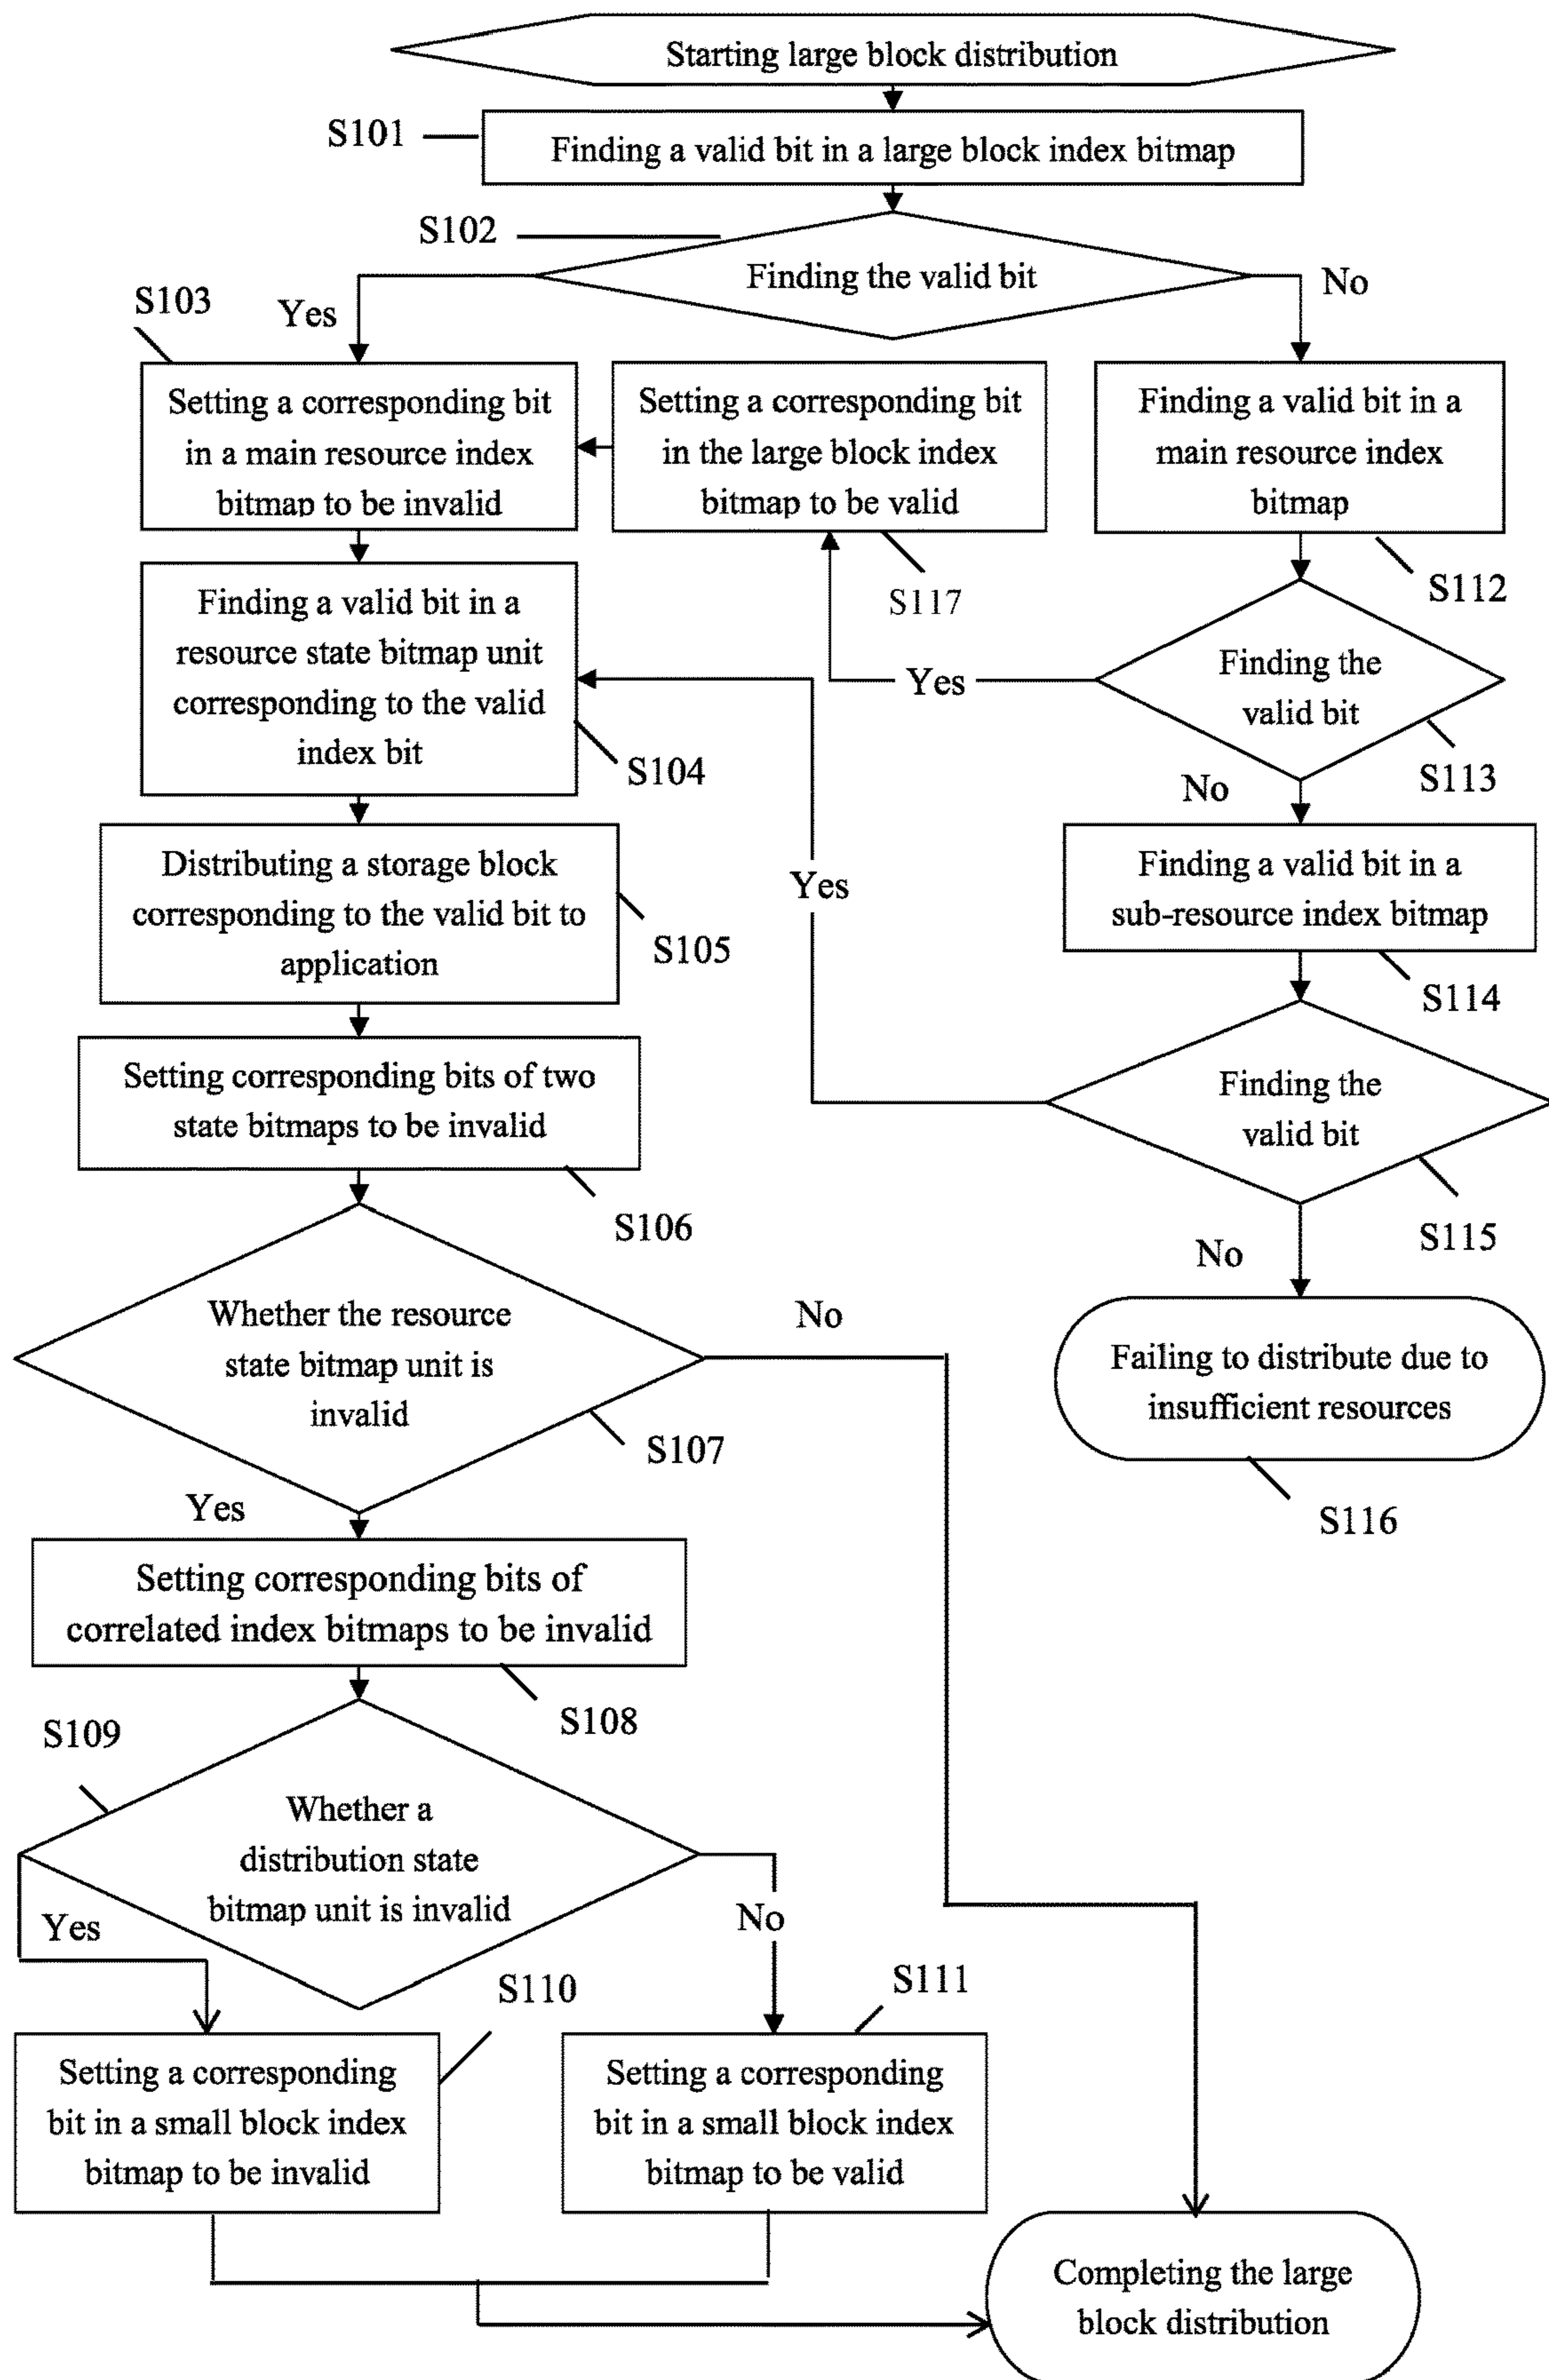 Starting large block distribution
S101
Finding a valid bit in a large block index bitmap
S102
Finding the valid bit
Yes
No
S103
Setting a corresponding bit
in a main resource index
bitmap to be invalid
Setting a corresponding bit
in the large block index
bitmap to be valid
S117
Finding a valid bit in a
main resource index
bitmap
S112
Finding a valid bit in a
resource state bitmap unit
corresponding to the valid
index bit
S104
Yes
Finding the
valid bit
S113
No
Distributing a storage block
corresponding to the valid bit to
application
S105
Yes
Finding a valid bit in a
sub-resource index bitmap
S114
Setting corresponding bits of two
state bitmaps to be invalid
S106
Finding the
valid bit
S115
No
Whether the resource
state bitmap unit is
invalid
S107
No
Failing to distribute due to
insufficient resources
S116
Yes
Setting corresponding bits of
correlated index bitmaps to be invalid
S108
S109
Whether a
distribution state
bitmap unit is invalid
Yes
No
S110
S111
Setting a corresponding
bit in a small block index
bitmap to be invalid
Setting a corresponding
bit in a small block index
bitmap to be valid
Completing the large
block distribution